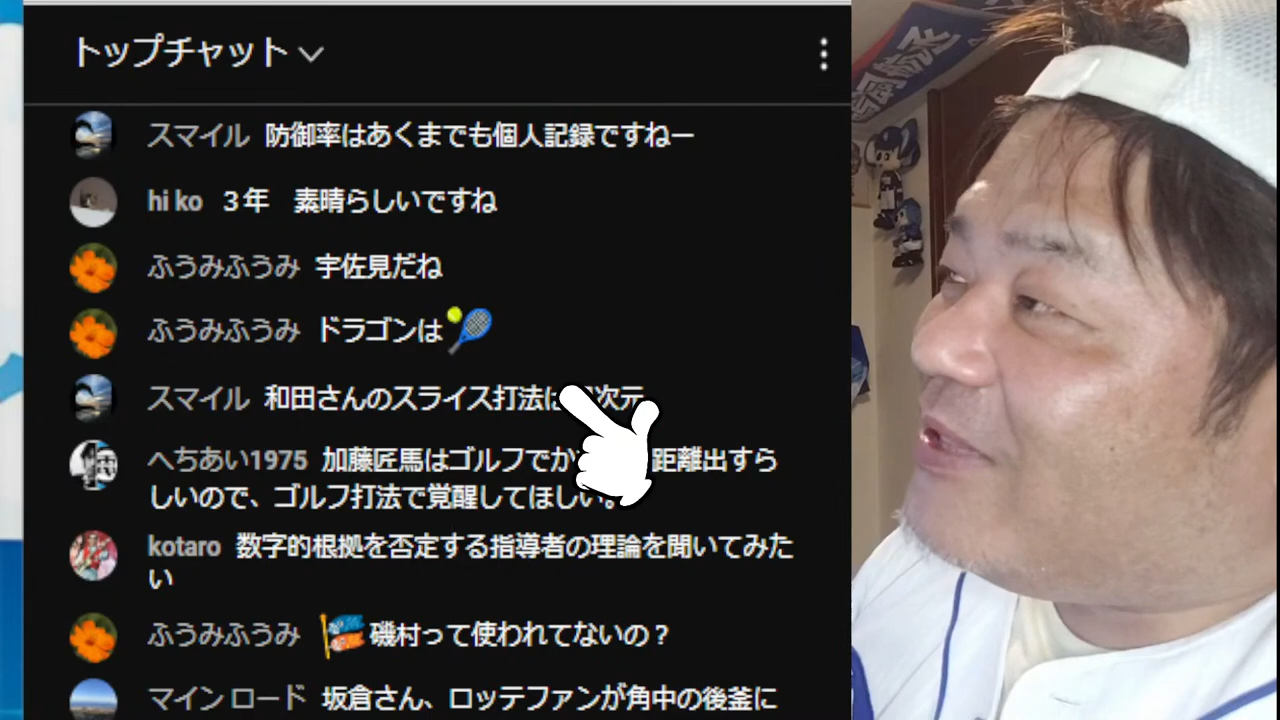 トップチャット
スマイル 防御率はあくまでも個人記録ですねー
hi ko 3年 素晴らしいですね
ふうみふうみ 宇佐見だね
ふうみふうみ ドラゴンは
スマイル 和田さんのスライス打法は 次元
へちあい1975 加藤匠馬はゴルフでか 距離出すら
しいので、ゴルフ打法で覚醒してほしい。
kotaro 数字的根拠を否定する指導者の理論を聞いてみた
い
ふうみふうみ 磯村って使われてないの？
マイン ロード 坂倉さん、ロッテファンが角中の後釜に